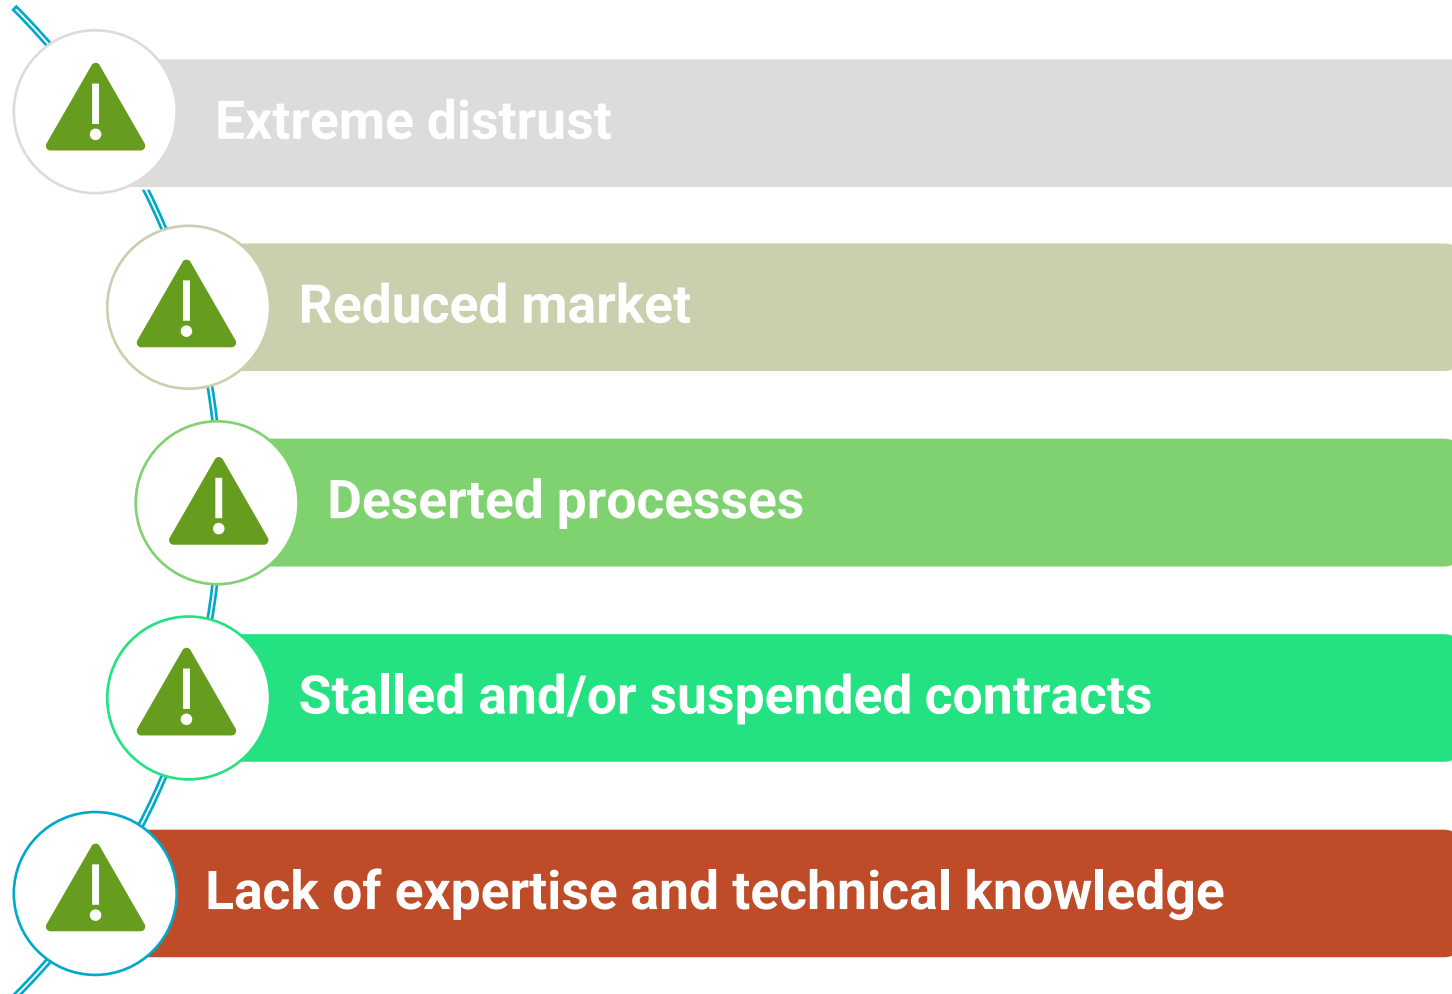 Extreme distrust
Reduced market
Deserted processes
Stalled and/or suspended contracts
Lack of expertise and technical knowledge